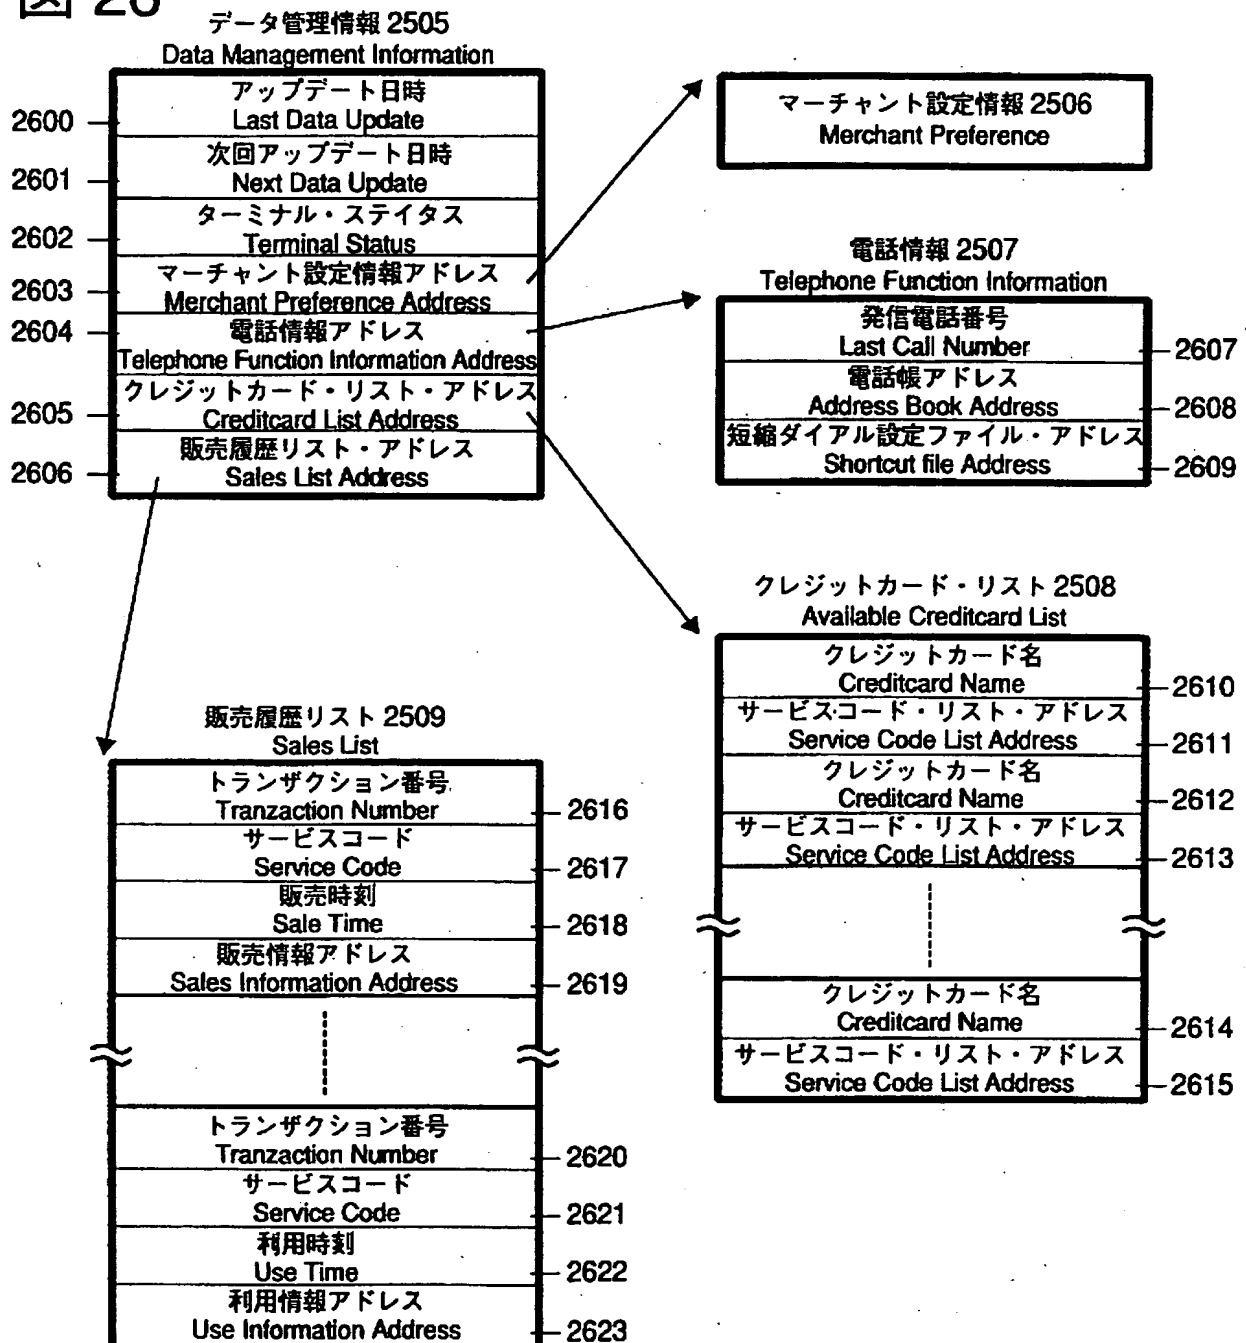 図 26
データ管理情報 2505
Data Management Information
アップデート日時
Last Data Update
2600
次回アップデート日時
Next Data Update
2601
ターミナル・ステイタス
Terminal Status
2602
マーチャント設定情報アドレス
Merchant Preference Address
2603
電話情報アドレス
Telephone Function Information Address
2604
クレジットカード・リスト・アドレス
Creditcard List Address
2605
販売履歴リスト・アドレス
Sales List Address
2606
マーチャント設定情報 2506
Merchant Preference
電話情報 2507
Telephone Function Information
発信電話番号
Last Call Number
2607
電話帳アドレス
Address Book Address
2608
短縮ダイアル設定ファイル・アドレス
Shortcut file Address
2609
クレジットカード・リスト 2508
Available Creditcard List
クレジットカード名
Creditcard Name
2610
サービスコード・リスト・アドレス
Service Code List Address
2611
クレジットカード名
Creditcard Name
2612
サービスコード・リスト・アドレス
Service Code List Address
2613
クレジットカード名
Creditcard Name
2614
サービスコード・リスト・アドレス
Service Code List Address
2615
販売履歴リスト 2509
Sales List
トランザクション番号
Tranzaction Number
2616
サービスコード
Service Code
2617
販売時刻
Sale Time
2618
販売情報アドレス
Sales Information Address
2619
トランザクション番号
Tranzaction Number
2620
サービスコード
Service Code
2621
利用時刻
Use Time
2622
利用情報アドレス
Use Information Address
2623